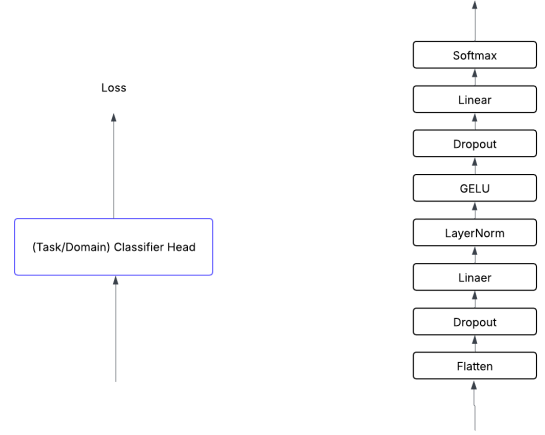 Loss
(Task/Domain) Classifier Head
Softmax
Linear
Dropout
GELU
LayerNorm
Linaer
Dropout
Flatten